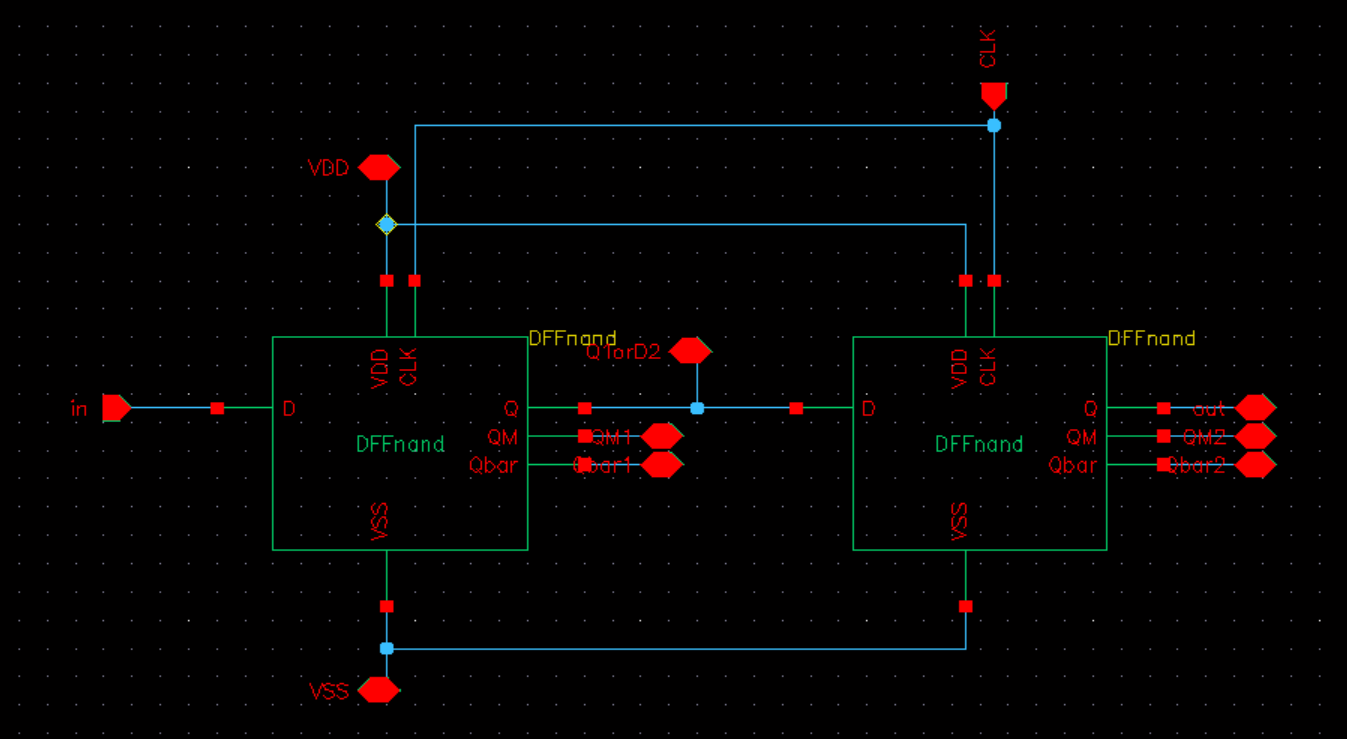 CLK
VDD
DFFnand
Q1orD2
DFFnand
VDD
CLK
VDD
CLK
in
D
Q
D
Q
out
DFFnand
QM
QM1
DFFnand
QM
QM2
Qbar
Qbar1
Qbar
Qbar2
VSS
VSS
VSS